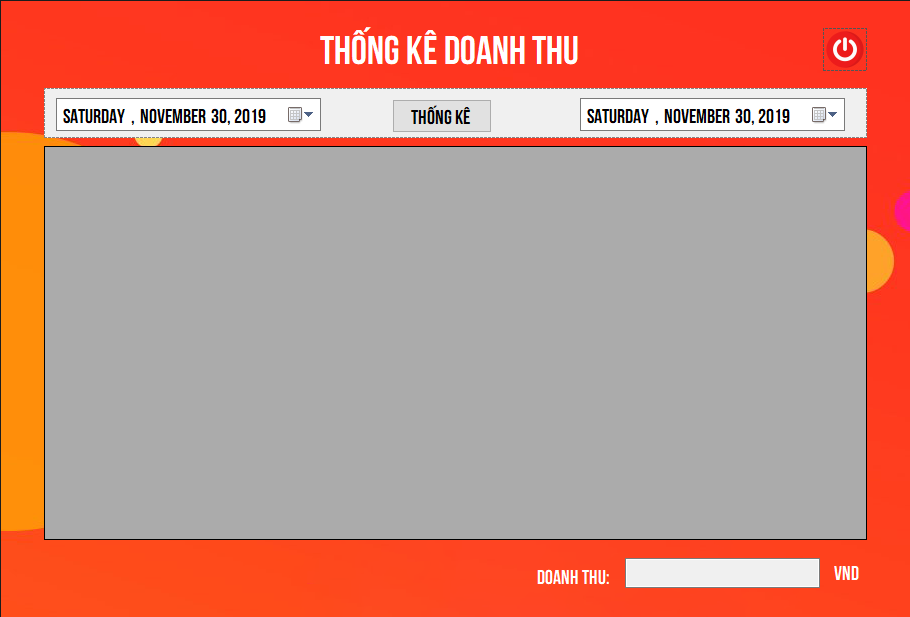 THỐNG KÊ DOANH THU
SATURDAY , NOVEMBER 30, 2019 THỐNG KÊ SATURDAY , NOVEMBER 30, 2019
DOANH THU: VND